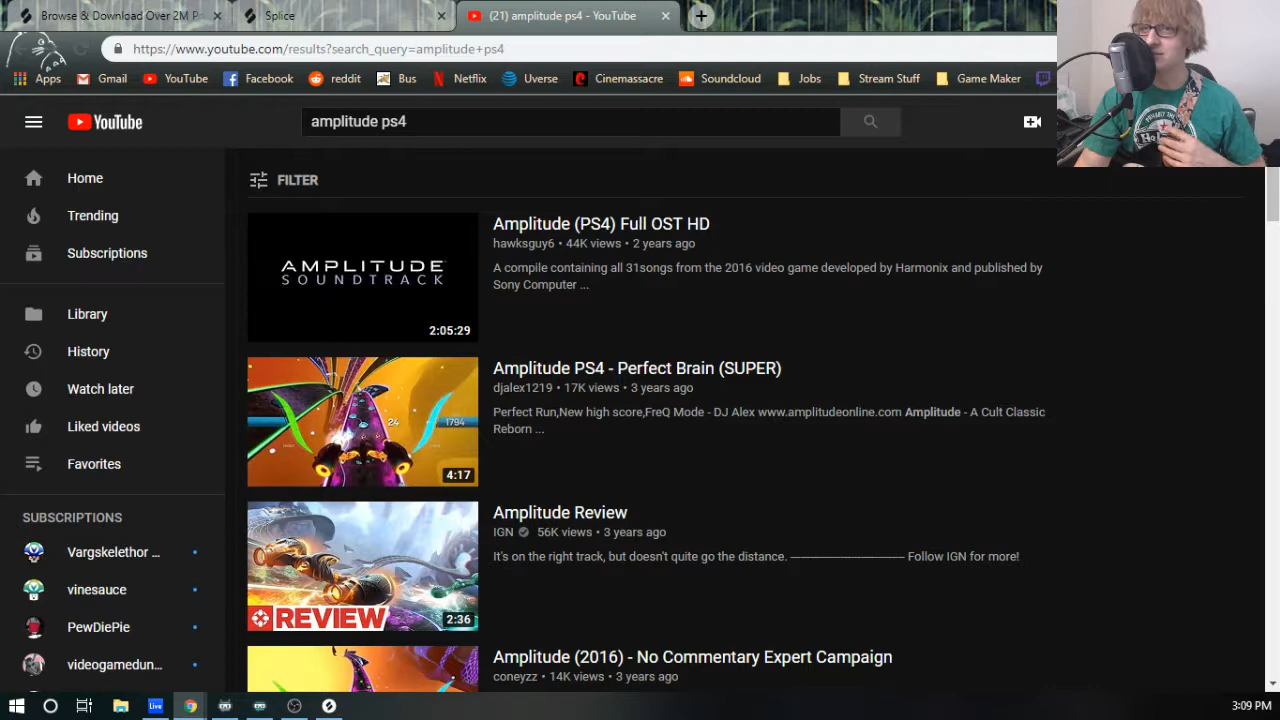 Browse & Download Over 2M P
Splice
(21) amplitude ps4 - YouTube
https://www.youtube.com/results?search_query=amplitude+ps4
Apps
Gmail
YouTube
Facebook
reddit
Bus
Netflix
Uverse
Cinemassacre
Soundcloud
Jobs
Stream Stuff
Game Maker
YouTube
amplitude ps4
Home
Trending
Subscriptions
Library
History
Watch later
Liked videos
Favorites
SUBSCRIPTIONS
Vargskelethor ...
vinesauce
PewDiePie
videogamedun...
FILTER
AMPLITUDE
SOUNDTRACK
2:05:29
Amplitude (PS4) Full OST HD
hawksguy6 • 44K views • 2 years ago
A compile containing all 31songs from the 2016 video game developed by Harmonix and published by
Sony Computer ...
24
1794
4:17
Amplitude PS4 - Perfect Brain (SUPER)
djalex1219 • 17K views • 3 years ago
Perfect Run,New high score,FreQ Mode - DJ Alex www.amplitudeonline.com Amplitude - A Cult Classic
Reborn ...
REVIEW
2:36
Amplitude Review
IGN 56K views • 3 years ago
It's on the right track, but doesn't quite go the distance. ———————— Follow IGN for more!
Amplitude (2016) - No Commentary Expert Campaign
coneyzz • 14K views • 3 years ago
Live
3:09 PM